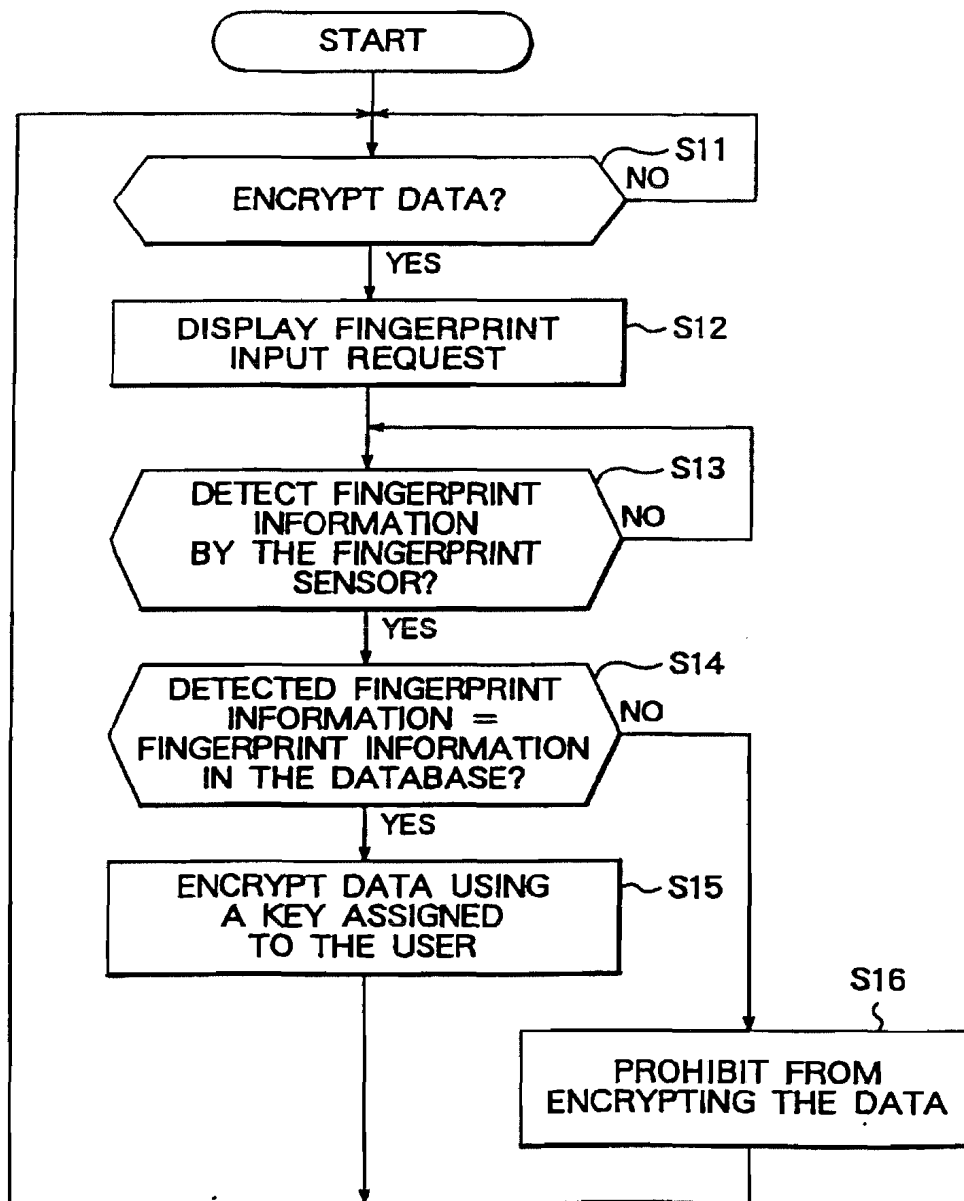 START
S11
ENCRYPT DATA?
NO
YES
DISPLAY FINGERPRINT
INPUT REQUEST
S12
S13
DETECT FINGERPRINT
INFORMATION
BY THE FINGERPRINT
SENSOR?
NO
YES
S14
DETECTED FINGERPRINT
INFORMATION =
FINGERPRINT INFORMATION
IN THE DATABASE?
NO
YES
ENCRYPT DATA USING
A KEY ASSIGNED
TO THE USER
S15
S16
PROHIBIT FROM
ENCRYPTING THE DATA